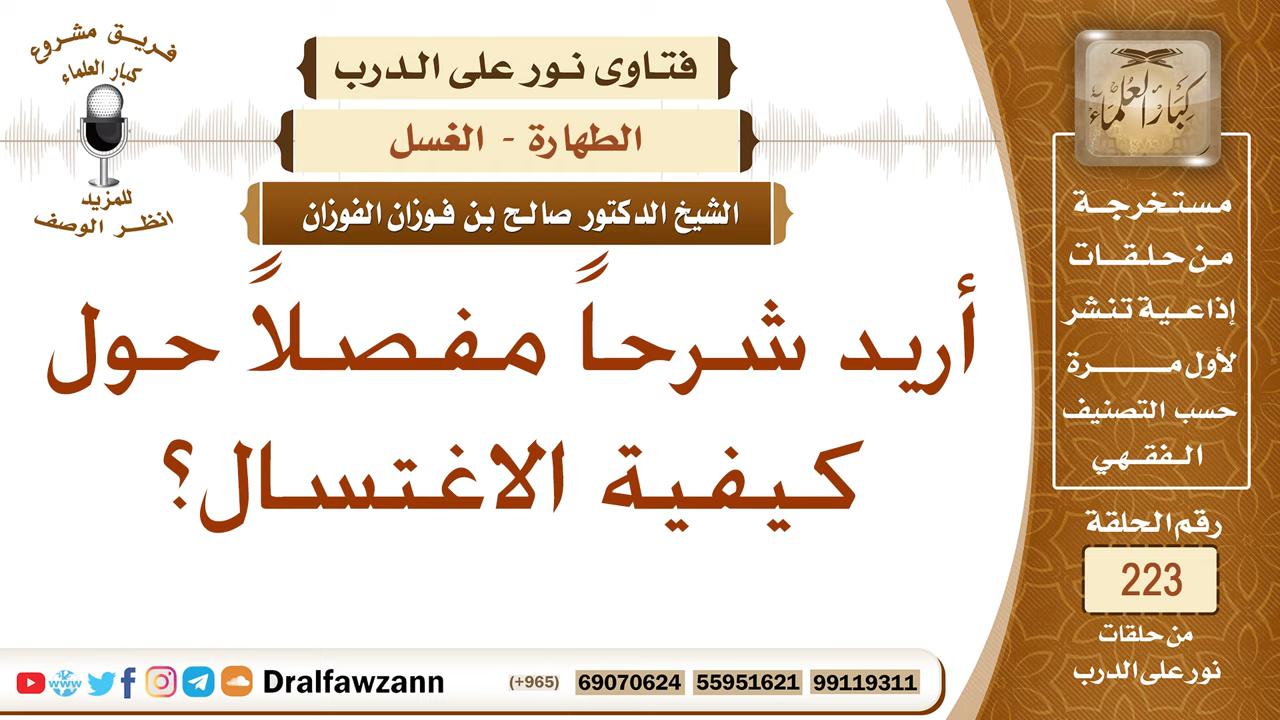 فريق مشروع
كبار العلماء
للمزيد
انظر الوصف
فتاوى نور على الدرب
الطهارة - الغسل
الشيخ الدكتور صالح بن فوزان الفوزان
أريد شرحاً مفصلاً حول
كيفية الاغتسال؟
كبار العلماء
مستخرجة
من حلقات
إذاعية تنشر
لأول مرة
حسب التصنيف
الفقهي
رقم الحلقة
223
من حلقات
نور على الدرب
www Dralfawzann (+965) 69070624 55951621 99119311